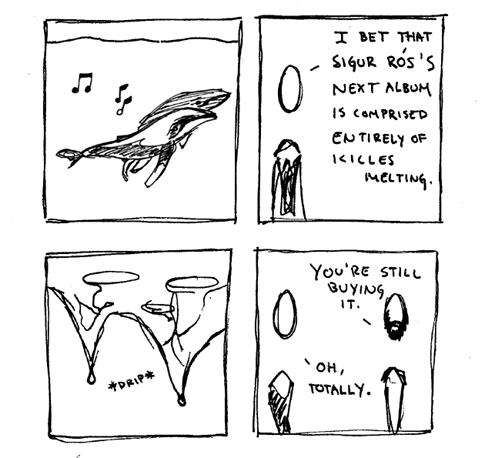 I BET THAT
SIGUR RÓS'S
NEXT ALBUM
IS COMPRISED
ENTIRELY OF
ICICLES
MELTING.
*DRIP*
YOU'RE STILL
BUYING
IT.
OH,
TOTALLY.